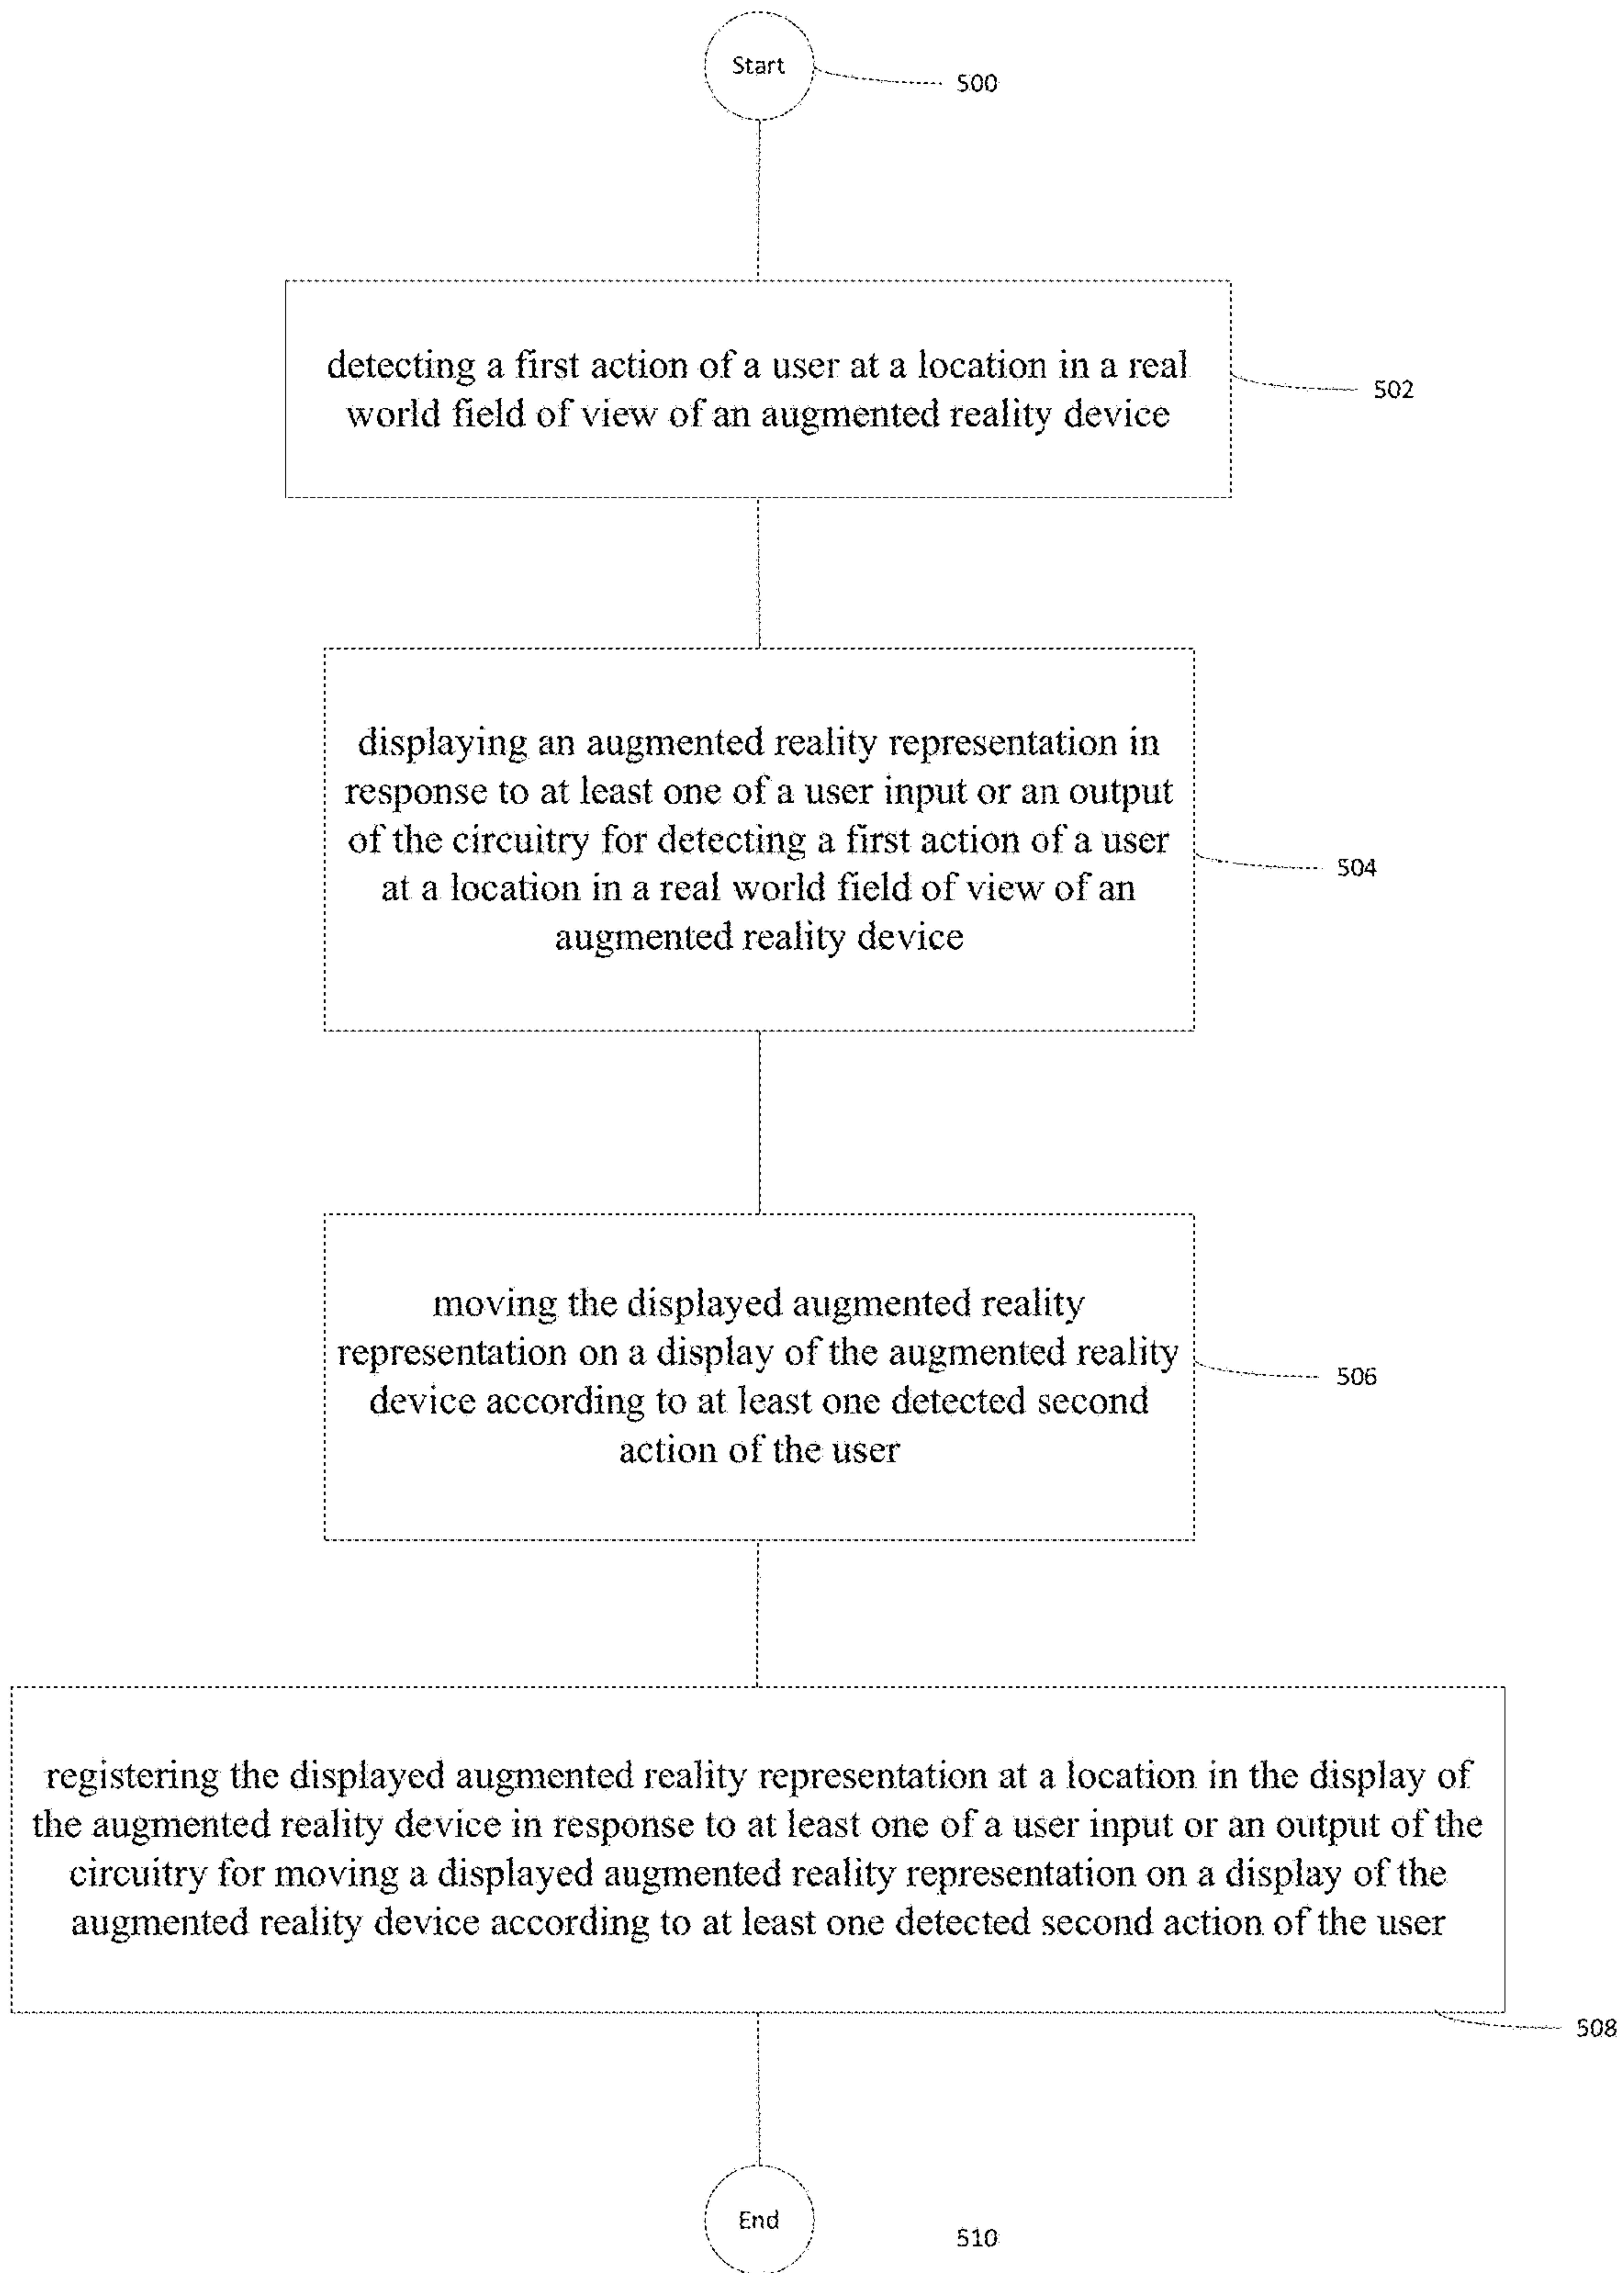 Start
500
detecting a first action of a user at a location in a real
world field of view of an augmented reality device
502
displaying an augmented reality representation in
response to at least one of a user input or an output
of the circuitry for detecting a first action of a user
at a location in a real world field of view of an
augmented reality device
504
moving the displayed augmented reality
representation on a display of the augmented reality
device according to at least one detected second
action of the user
506
registering the displayed augmented reality representation at a location in the display of
the augmented reality device in response to at least one of a user input or an output of the
circuitry for moving a displayed augmented reality representation on a display of the
augmented reality device according to at least one detected second action of the user
508
End
510